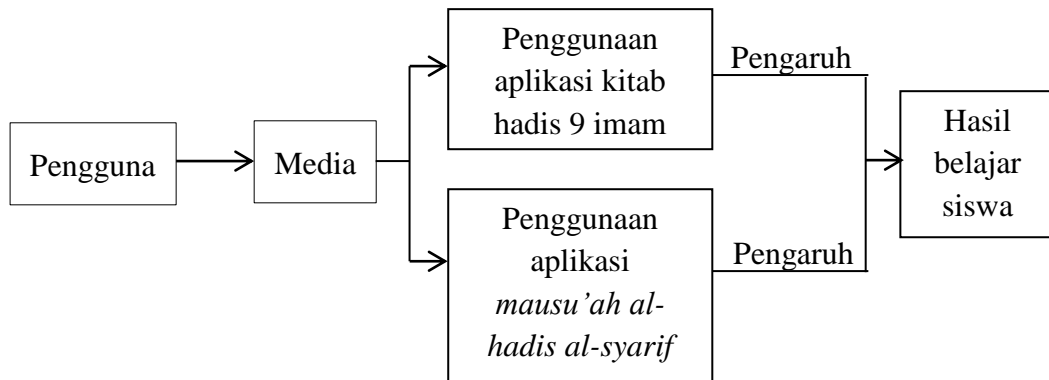 Pengguna
Media
Penggunaan
aplikasi kitab
hadis 9 imam
Pengaruh
Penggunaan
aplikasi
mausu’ah al-
hadis al-syarif
Pengaruh
Hasil
belajar
siswa